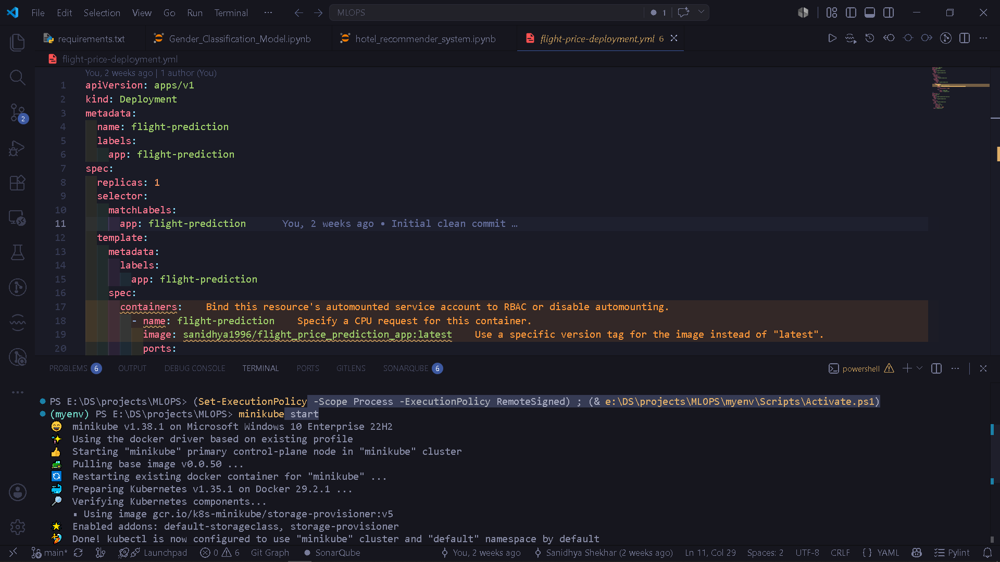 File Edit Selection View Go Run Terminal ··· MLOPS 1
requirements.txt Gender_Classification_Model.ipynb hotel_recommender_system.ipynb flight-price-deployment.yml 6
flight-price-deployment.yml
You, 2 weeks ago | 1 author (You)
1 apiVersion: apps/v1
2 kind: Deployment
3 metadata:
4 name: flight-prediction
5 labels:
6 app: flight-prediction
7 spec:
8 replicas: 1
9 selector:
10 matchLabels:
11 app: flight-prediction You, 2 weeks ago • Initial clean commit …
12 template:
13 metadata:
14 labels:
15 app: flight-prediction
16 spec:
17 containers: Bind this resource's automounted service account to RBAC or disable automounting.
18 - name: flight-prediction Specify a CPU request for this container.
19 image: sanidhya1996/flight_price_prediction_app:latest Use a specific version tag for the image instead of "latest".
20 ports:
2
PROBLEMS 6 OUTPUT DEBUG CONSOLE TERMINAL PORTS GITLENS SONARQUBE 6 powershell
PS E:\DS\projects\MLOPS> (Set-ExecutionPolicy -Scope Process -ExecutionPolicy RemoteSigned) ; (& e:\DS\projects\MLOPS\myenv\Scripts\Activate.ps1)
(myenv) PS E:\DS\projects\MLOPS> minikube start
minikube v1.38.1 on Microsoft Windows 10 Enterprise 22H2
Using the docker driver based on existing profile
Starting "minikube" primary control-plane node in "minikube" cluster
Pulling base image v0.0.50 ...
Restarting existing docker container for "minikube" ...
Preparing Kubernetes v1.35.1 on Docker 29.2.1 ...
Verifying Kubernetes components...
▪ Using image gcr.io/k8s-minikube/storage-provisioner:v5
Enabled addons: default-storageclass, storage-provisioner
Done! kubectl is now configured to use "minikube" cluster and "default" namespace by default
main* Launchpad 0 6 Git Graph SonarQube You, 2 weeks ago Sanidhya Shekhar (2 weeks ago) Ln 11, Col 29 Spaces: 2 UTF-8 CRLF { } YAML Pylint